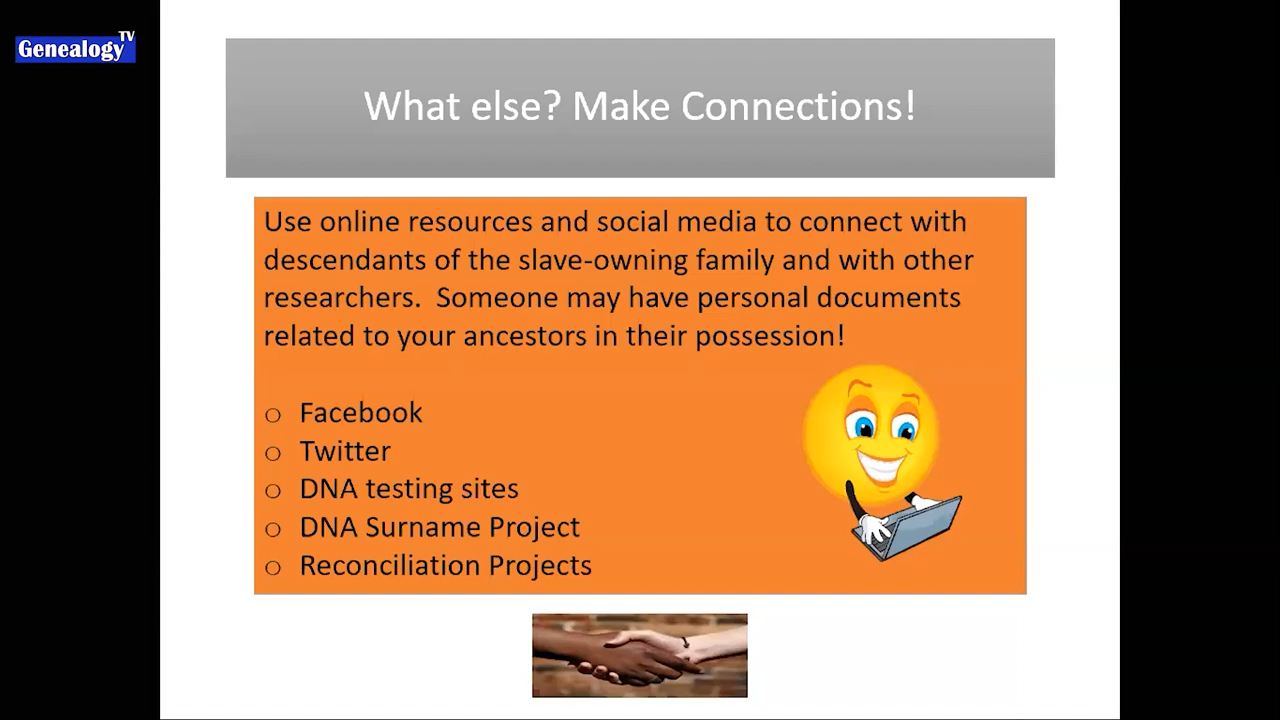 Genealogy TV
What else? Make Connections!
Use online resources and social media to connect with
descendants of the slave-owning family and with other
researchers.  Someone may have personal documents
related to your ancestors in their possession!
○ Facebook
○ Twitter
○ DNA testing sites
○ DNA Surname Project
○ Reconciliation Projects